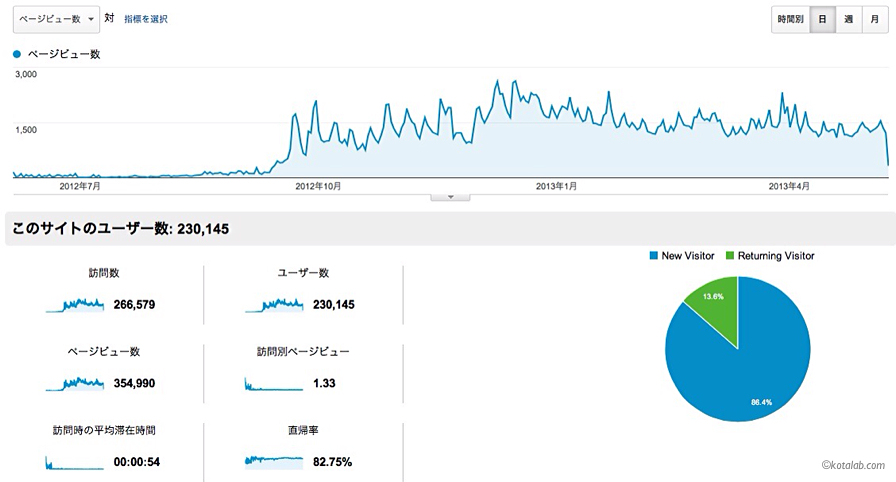 ページビュー数 対 指標を選択 時間別 日 週 月
ページビュー数
3,000
1,500
2012年7月 2012年10月 2013年1月 2013年4月
このサイトのユーザー数: 230,145
New Visitor Returning Visitor
訪問数 ユーザー数
266,579 230,145
13.6%
ページビュー数 訪問別ページビュー
354,990 1.33
86.4%
訪問時の平均滞在時間 直帰率
00:00:54 82.75%
©kotalab.com